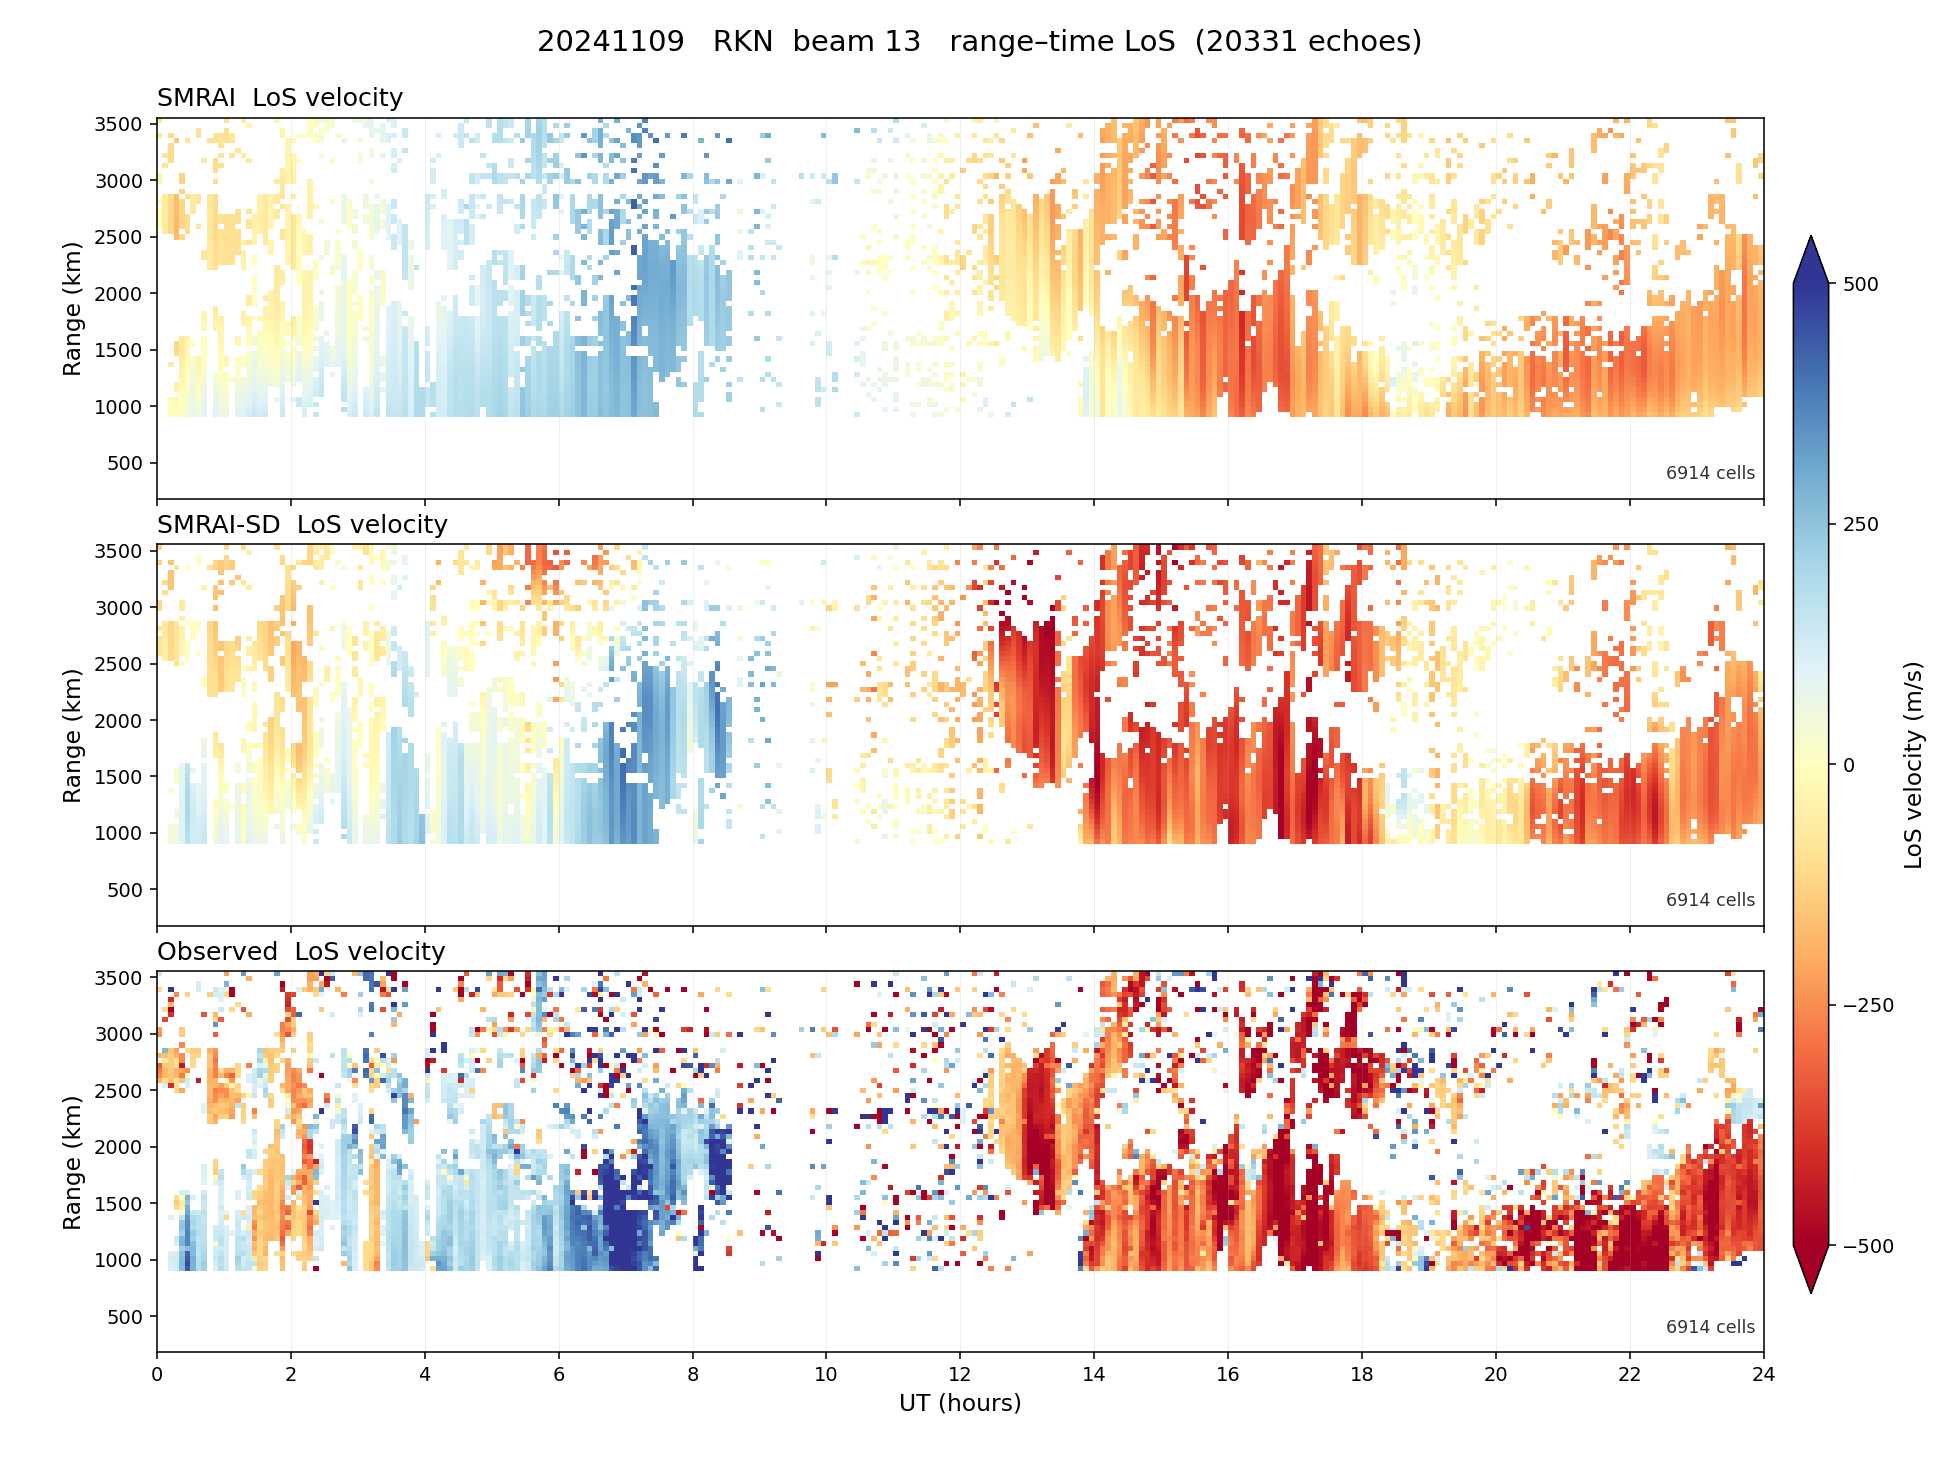 20241109   RKN  beam 13   range–time LoS  (20331 echoes)
SMRAI  LoS velocity
3500
3000
2500
2000
1500
1000
500
Range (km)
6914 cells
SMRAI-SD  LoS velocity
3500
3000
2500
2000
1500
1000
500
Range (km)
6914 cells
Observed  LoS velocity
3500
3000
2500
2000
1500
1000
500
Range (km)
6914 cells
0 2 4 6 8 10 12 14 16 18 20 22 24
UT (hours)
500
250
0
−250
−500
LoS velocity (m/s)